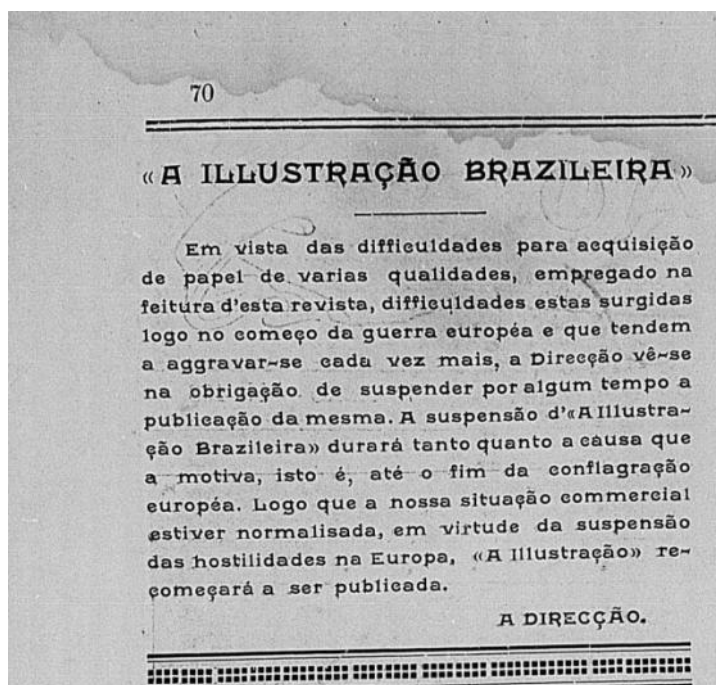 70
«A ILLUSTRAÇÃO BRAZILEIRA»
Em vista das difficuldades para acquisição
de papel de varias qualidades, empregado na
feitura d'esta revista, difficuldades estas surgidas
logo no começo da guerra européa e que tendem
a aggravar-se cada vez mais, a Direcção vê-se
na obrigação de suspender por algum tempo a
publicação da mesma. A suspensão d'«A Illustra-
ção Brazileira» durará tanto quanto a causa que
a motiva, isto é, até o fim da conflagração
européa. Logo que a nossa situação commercial
estiver normalisada, em virtude da suspensão
das hostilidades na Europa, «A Illustração» re-
começará a ser publicada.
A DIRECÇÃO.